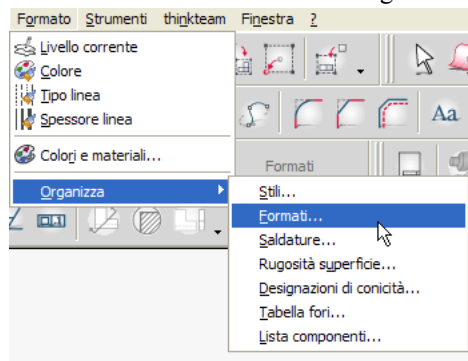 Formato Strumenti thinkteam Finestra ?
Livello corrente
Colore
Tipo linea
Spessore linea
Colori e materiali...
Organizza
Aa
Formati
Stili...
Formati...
Saldature...
Rugosità superficie...
Designazioni di conicità...
Tabella fori...
Lista componenti...